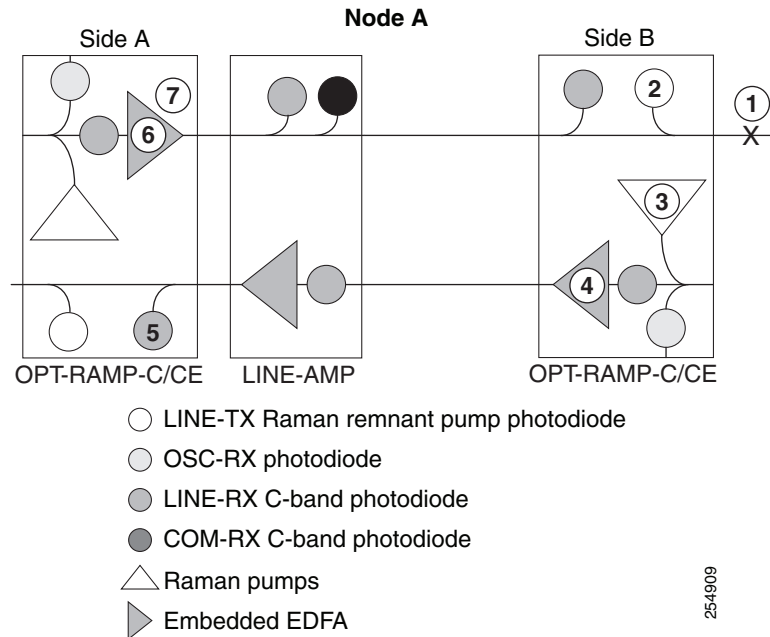 Node A
Side A
Side B
7
2
1
6
X
3
4
5
OPT-RAMP-C/CE
LINE-AMP
OPT-RAMP-C/CE
LINE-TX Raman remnant pump photodiode
OSC-RX photodiode
LINE-RX C-band photodiode
COM-RX C-band photodiode
Raman pumps
Embedded EDFA
254909